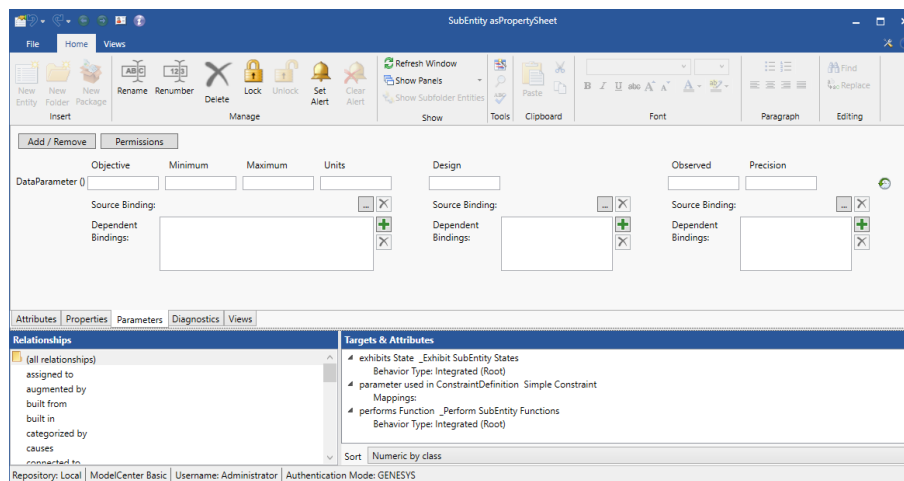 SubEntity asPropertySheet
File Home Views
New Entity
New Folder
New Package
Insert
Rename
Renumber
Delete
Lock
Unlock
Set Alert
Clear Alert
Manage
Refresh Window
Show Panels
Show Subfolder Entities
Show
Tools
Paste
Clipboard
B I U abc A A A
Font
Paragraph
Find
Replace
Editing
Add / Remove Permissions
Objective Minimum Maximum Units Design Observed Precision
DataParameter ()
Source Binding: ... Source Binding: ... Source Binding: ...
Dependent Bindings:
Dependent Bindings:
Dependent Bindings:
Attributes Properties Parameters Diagnostics Views
Relationships
(all relationships)
assigned to
augmented by
built from
built in
categorized by
causes
connected to
Targets & Attributes
exhibits State _Exhibit SubEntity States
Behavior Type: Integrated (Root)
parameter used in ConstraintDefinition Simple Constraint
Mappings:
performs Function _Perform SubEntity Functions
Behavior Type: Integrated (Root)
Sort Numeric by class
Repository: Local ModelCenter Basic Username: Administrator Authentication Mode: GENESYS